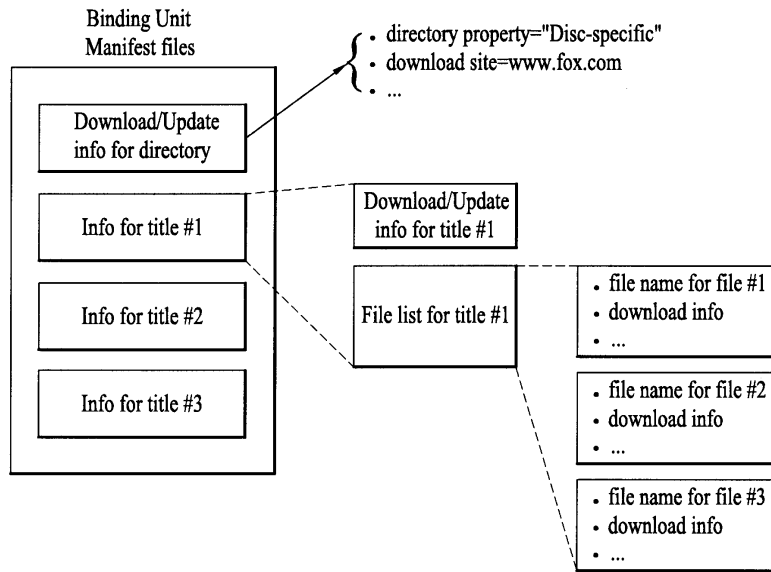 Binding Unit
Manifest files
• directory property="Disc-specific"
• download site=www.fox.com
• ...
Download/Update
info for directory
Info for title #1
Info for title #2
Info for title #3
Download/Update
info for title #1
File list for title #1
• file name for file #1
• download info
• ...
• file name for file #2
• download info
• ...
• file name for file #3
• download info
• ...